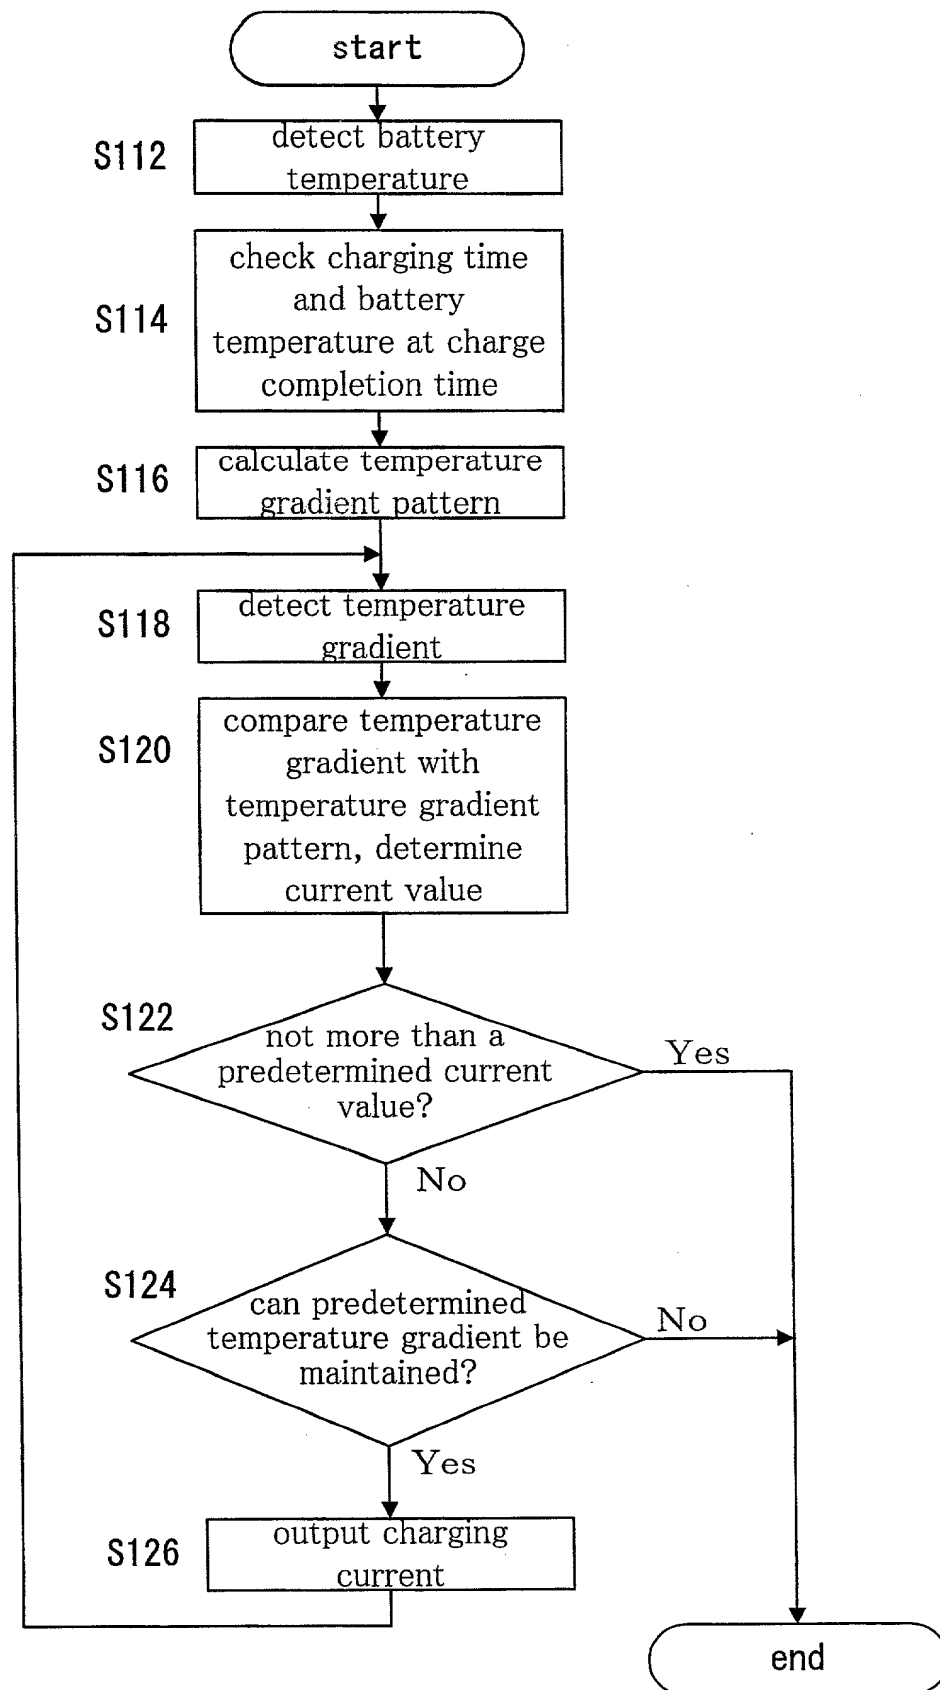 start
S112
detect battery
temperature
S114
check charging time
and battery
temperature at charge
completion time
S116
calculate temperature
gradient pattern
S118
detect temperature
gradient
S120
compare temperature
gradient with
temperature gradient
pattern, determine
current value
S122
not more than a
predetermined current
value?
Yes
No
S124
can predetermined
temperature gradient be
maintained?
No
Yes
S126
output charging
current
end